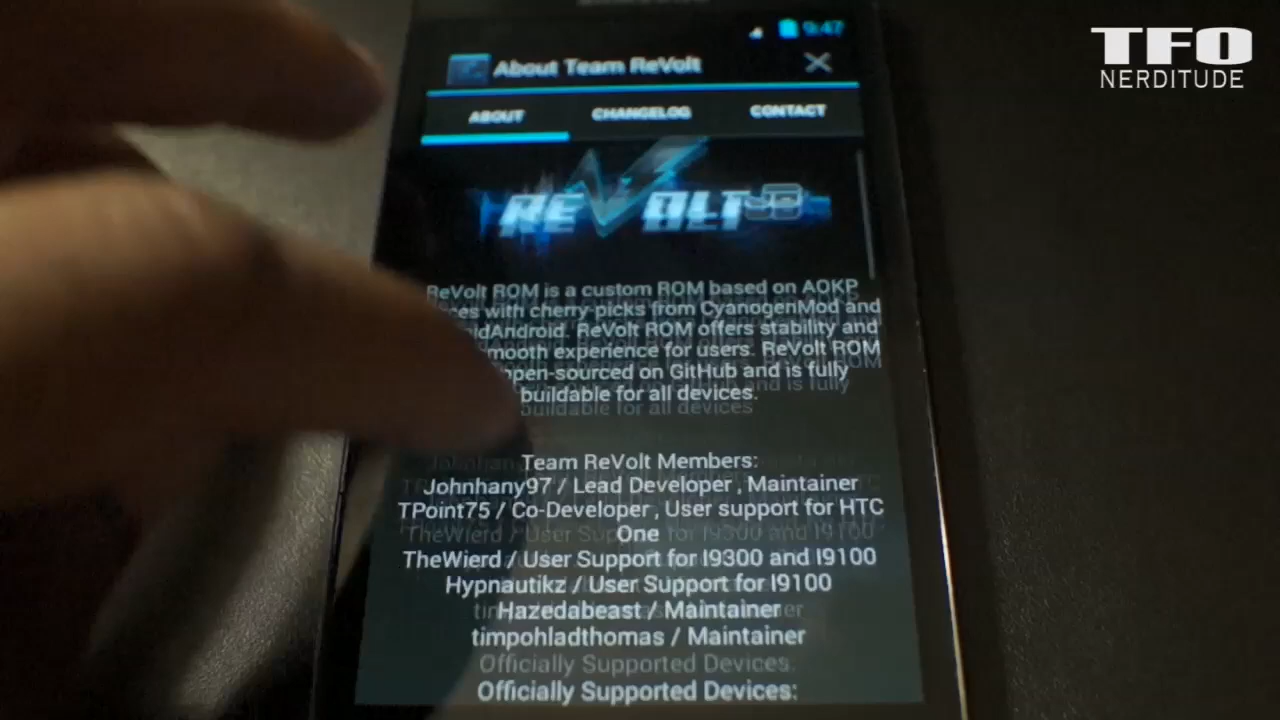 TFO
NERDITUDE
9:47
About Team ReVolt
ABOUT
CHANGELOG
CONTACT
REVOLT JB
ReVolt ROM is a custom ROM based on AOKP
with cherry-picks from CyanogenMod and
ReVolt ROM offers stability and
experience for users. ReVolt ROM
open-sourced on GitHub and is fully
buildable for all devices.
Team ReVolt Members:
Johnhany97 / Lead Developer , Maintainer
TPoint75 / Co-Developer , User support for HTC
One
TheWierd / User Support for I9300 and I9100
Hypnautikz / User Support for I9100
Hazedabeast / Maintainer
timpohladthomas / Maintainer
Officially Supported Devices: